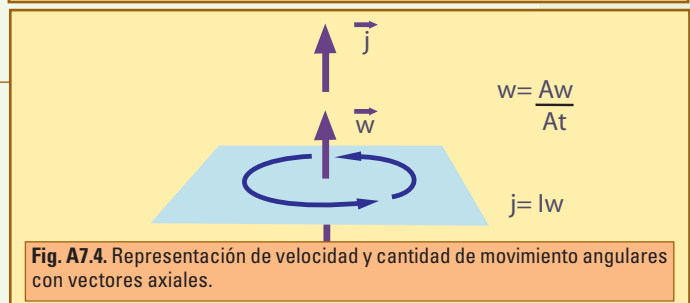 j
w
w= Aw
At
j= Iw
Fig. A7.4. Representación de velocidad y cantidad de movimiento angulares
con vectores axiales.